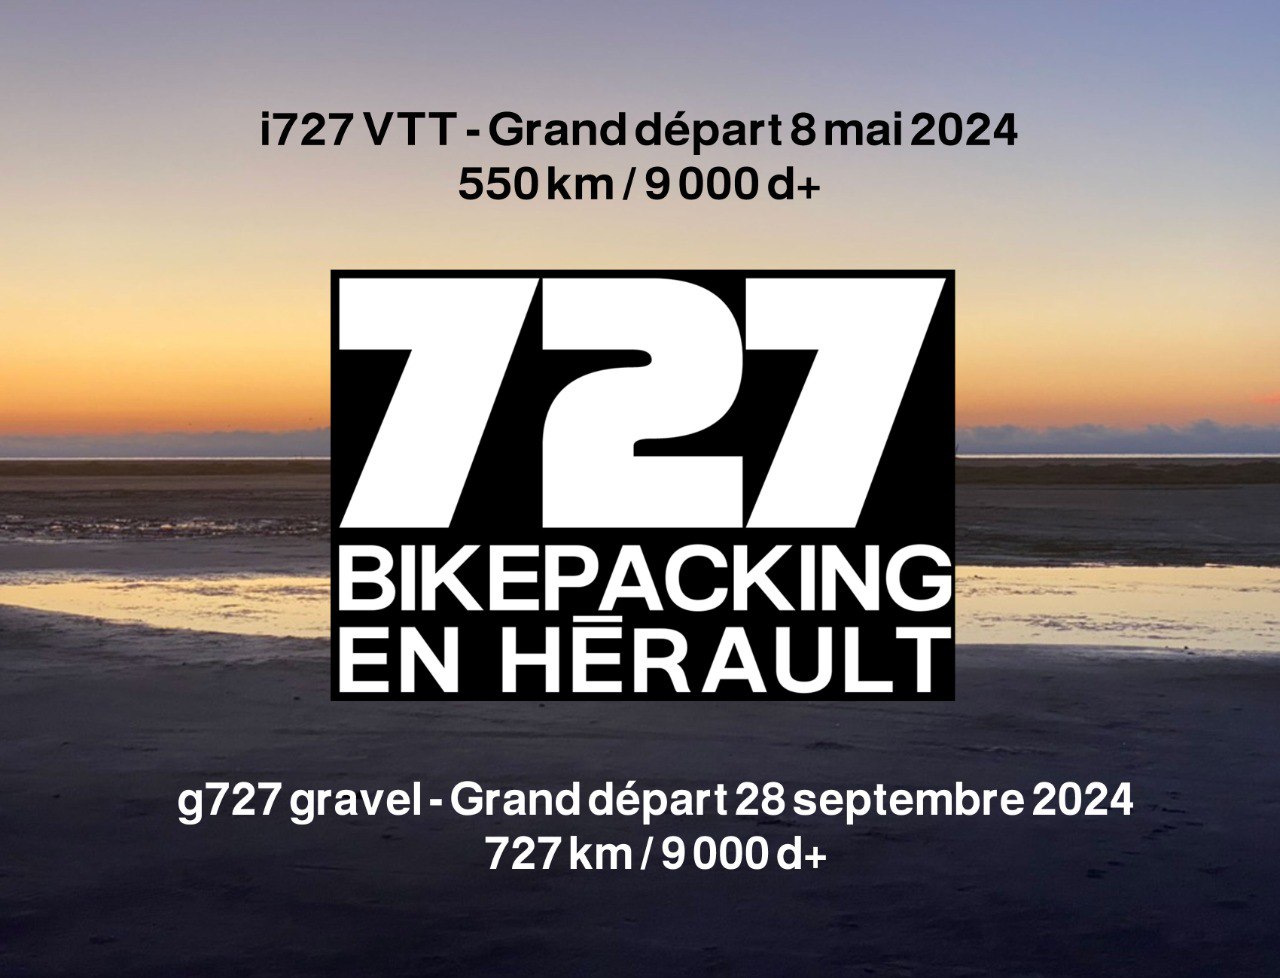 i727 VTT - Grand départ 8 mai 2024
550 km / 9 000 d+
727
BIKEPACKING
EN HÉRAULT
g727 gravel - Grand départ 28 septembre 2024
727 km / 9 000 d+